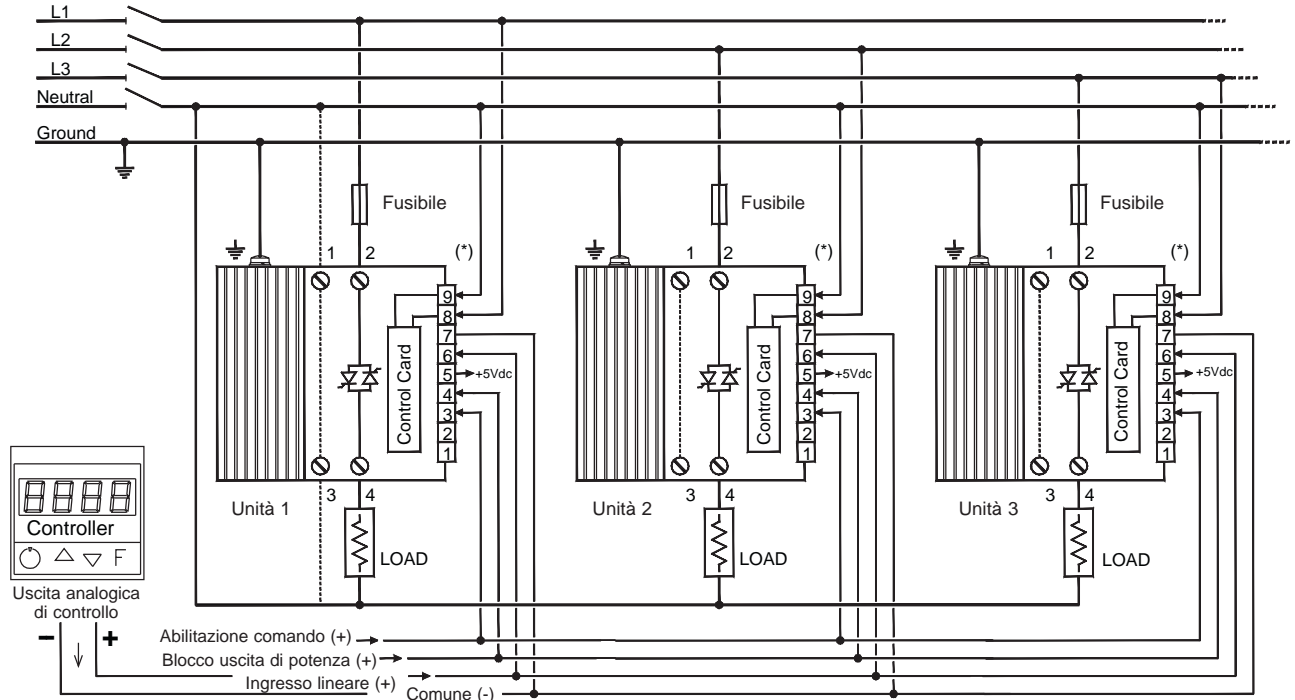 L1
L2
L3
Neutral
Ground
Fusibile
Fusibile
Fusibile
1 2 (*)
1 2 (*)
1 2 (*)
9
8
7
6
5
4
3
2
1
+5Vdc
Control Card
9
8
7
6
5
4
3
2
1
+5Vdc
Control Card
9
8
7
6
5
4
3
2
1
+5Vdc
Control Card
3 4
3 4
3 4
Unità 1
Unità 2
Unità 3
LOAD
LOAD
LOAD
8888
Controller
F
Uscita analogica
di controllo
− +
Abilitazione comando (+)
Blocco uscita di potenza (+)
Ingresso lineare (+)
Comune (-)